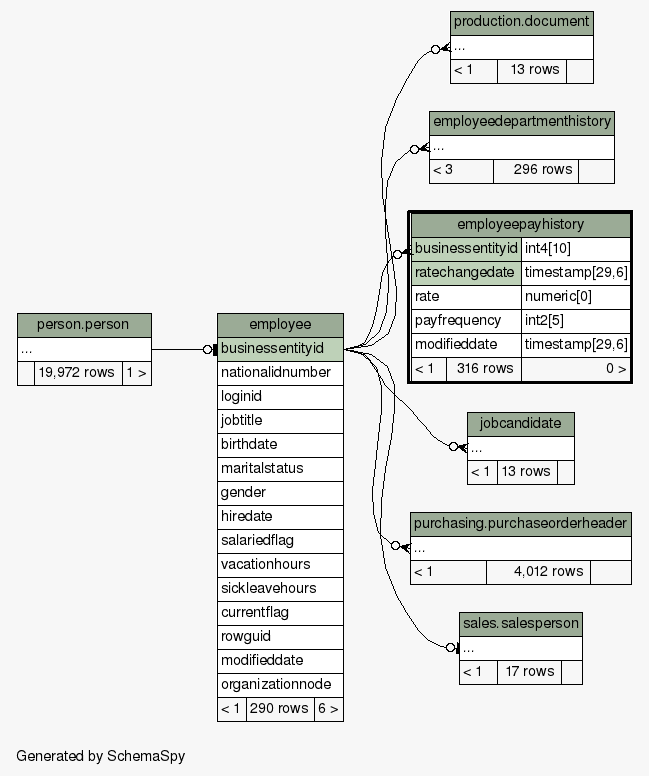 production.document
...
< 1 13 rows
employeedepartmenthistory
...
< 3 296 rows
employeepayhistory
businessentityid int4[10]
ratechangedate timestamp[29,6]
rate numeric[0]
payfrequency int2[5]
modifieddate timestamp[29,6]
< 1 316 rows 0 >
person.person
...
19,972 rows 1 >
employee
businessentityid
nationalidnumber
loginid
jobtitle
birthdate
maritalstatus
gender
hiredate
salariedflag
vacationhours
sickleavehours
currentflag
rowguid
modifieddate
organizationnode
< 1 290 rows 6 >
jobcandidate
...
< 1 13 rows
purchasing.purchaseorderheader
...
< 1 4,012 rows
sales.salesperson
...
< 1 17 rows
Generated by SchemaSpy